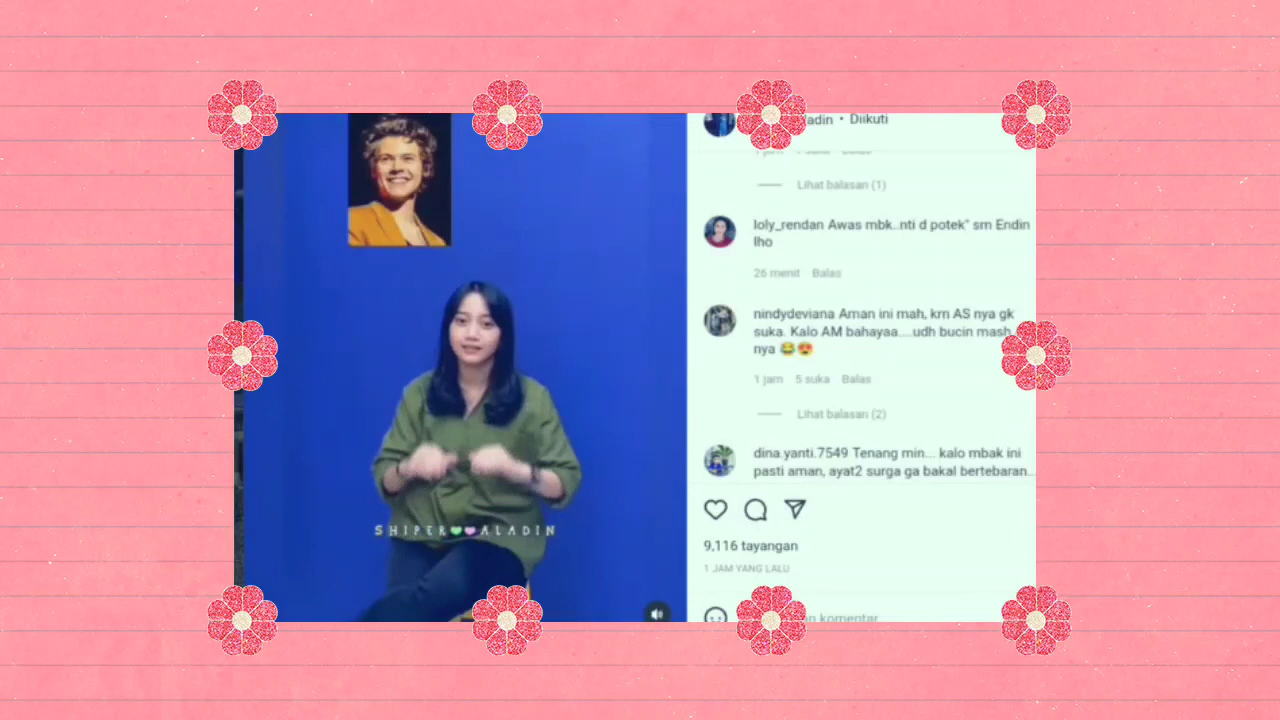 SHIPER💚💗ALADIN
adin • Diikuti
Lihat balasan (1)
loly_rendan Awas mbk..nti d potek" sm Endin
lho
26 menit Balas
nindydeviana Aman ini mah, krn AS nya gk
suka. Kalo AM bahayaa....udh bucin mash
nya 😂😍
1 jam 5 suka Balas
Lihat balasan (2)
dina.yanti.7549 Tenang min... kalo mbak ini
pasti aman, ayat2 surga ga bakal bertebaran...
9,116 tayangan
1 JAM YANG LALU
komentar